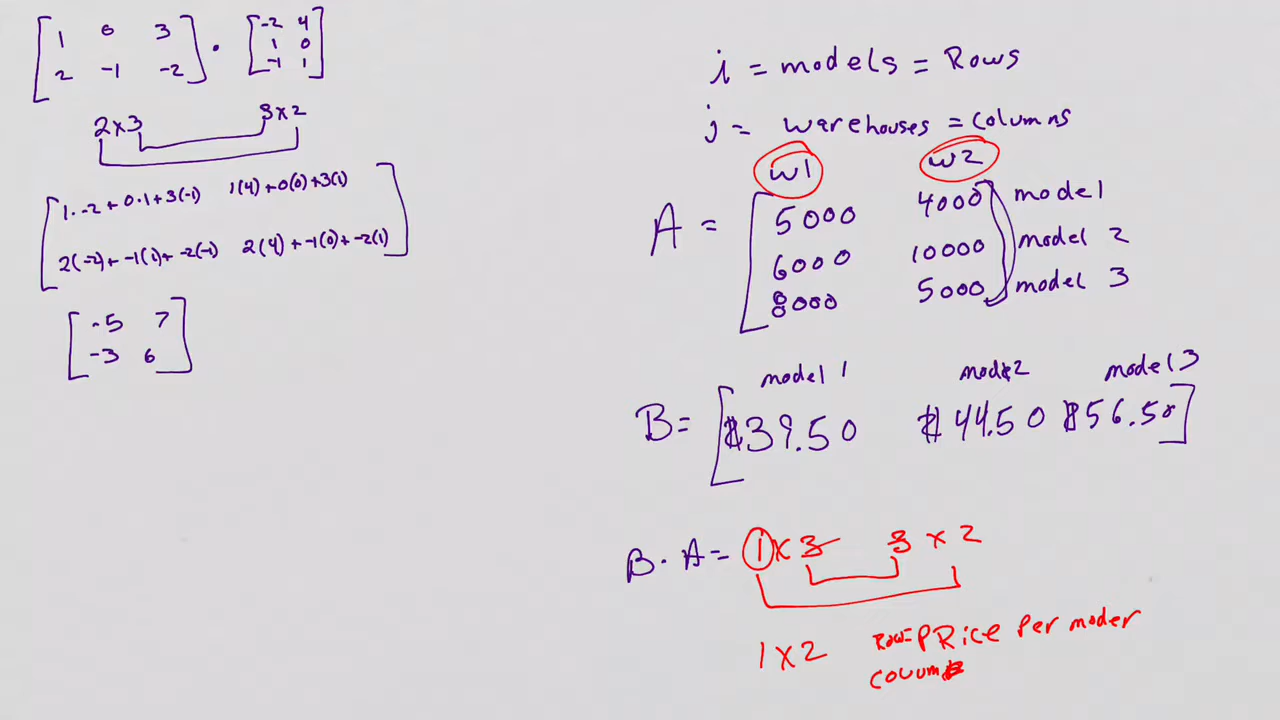 [1 0 3] · [-2 4]
[2 -1 -2] [1 0]
[-1 1]
2x3 3x2
[1·-2 + 0·1 + 3(-1) 1(4) + 0(0) + 3(1)]
[2(-2) + -1(1) + -2(-1) 2(4) + -1(0) + -2(1)]
[-5 7]
[-3 6]
i = models = Rows
j = warehouses = columns
w1 w2
A = [5000 4000] model 1
[6000 10000] model 2
[8000 5000] model 3
model 1 model 2 model 3
B = [$39.50 $44.50 $56.50]
B · A = 1 x 3 3 x 2
1 x 2 Row = PRice Per moder